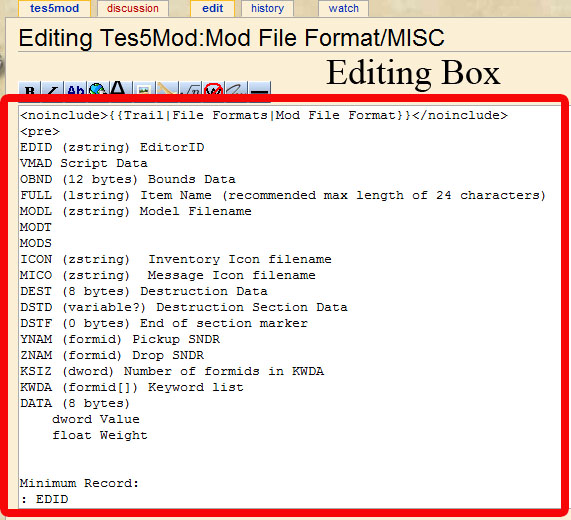 tes5mod discussion edit history watch
Editing Tes5Mod:Mod File Format/MISC
Editing Box
B I Ab A
<noinclude>{{Trail|File Formats|Mod File Format}}</noinclude>
<pre>
EDID (zstring) EditorID
VMAD Script Data
OBND (12 bytes) Bounds Data
FULL (lstring) Item Name (recommended max length of 24 characters)
MODL (zstring) Model Filename
MODT
MODS
ICON (zstring)  Inventory Icon filename
MICO (zstring)  Message Icon filename
DEST (8 bytes) Destruction Data
DSTD (variable?) Destruction Section Data
DSTF (0 bytes) End of section marker
YNAM (formid) Pickup SNDR
ZNAM (formid) Drop SNDR
KSIZ (dword) Number of formids in KWDA
KWDA (formid[]) Keyword list
DATA (8 bytes)
    dword Value
    float Weight
Minimum Record:
: EDID